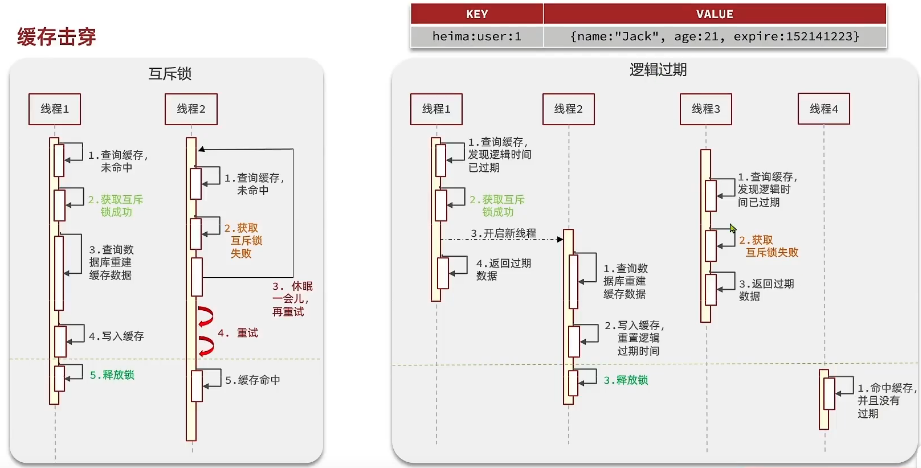 缓存击穿
KEY
VALUE
heima:user:1
{name:"Jack", age:21, expire:152141223}
互斥锁
线程1
线程2
1.查询缓存，
未命中
2.获取互斥
锁成功
3.查询数
据库重建
缓存数据
4.写入缓存
5.释放锁
1.查询缓存，
未命中
2.获取
互斥锁
失败
3. 休眠
一会儿，
再重试
4. 重试
5.缓存命中
逻辑过期
线程1
线程2
线程3
线程4
1.查询缓存，
发现逻辑时间
已过期
2.获取互斥
锁成功
3.开启新线程
4.返回过期
数据
1.查询数
据库重建
缓存数据
2.写入缓存，
重置逻辑
过期时间
3.释放锁
1.查询缓存，
发现逻辑时
间已过期
2.获取
互斥锁失败
3.返回过期
数据
1.命中缓存，
并且没有
过期